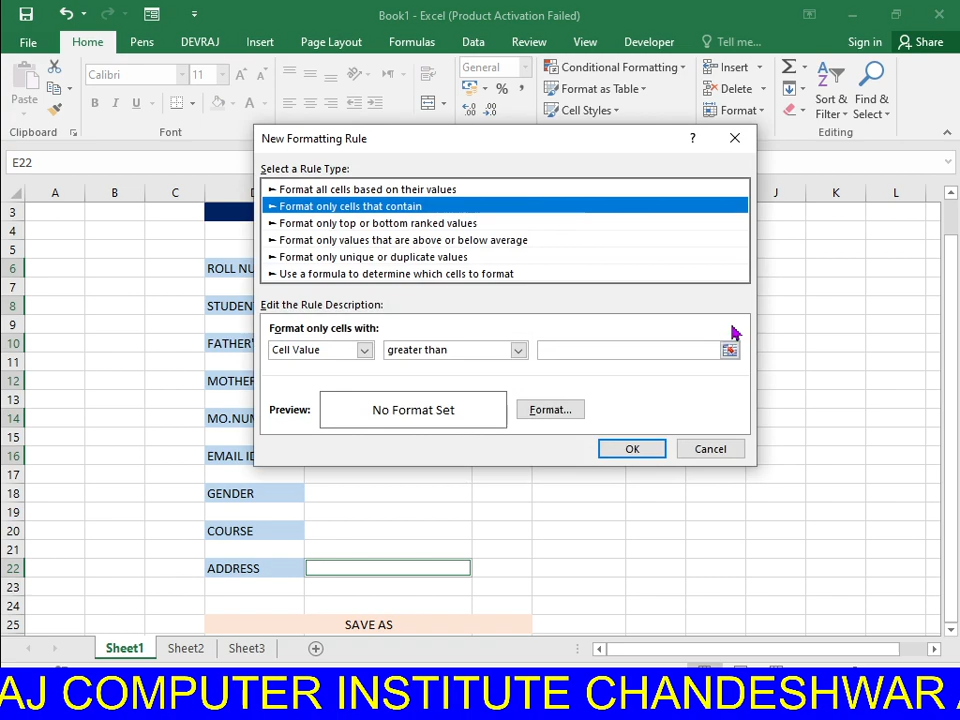 Book1 - Excel (Product Activation Failed)
File Home Pens DEVRAJ Insert Page Layout Formulas Data Review View Developer Tell me... Sign in Share
Paste Calibri 11 General Conditional Formatting Insert
B I U A % Format as Table Delete Sort & Find &
Cell Styles Format Filter Select
Clipboard Font Editing
New Formatting Rule
E22
Select a Rule Type:
A B C D J K L
Format all cells based on their values
Format only cells that contain
Format only top or bottom ranked values
Format only values that are above or below average
Format only unique or duplicate values
Use a formula to determine which cells to format
Edit the Rule Description:
Format only cells with:
Cell Value greater than
Preview: No Format Set Format...
OK Cancel
3
4
5
6 ROLL NU
7
8 STUDEN
9
10 FATHER'
11
12 MOTHER
13
14 MO.NUM
15
16 EMAIL ID
17
18 GENDER
19
20 COURSE
21
22 ADDRESS
23
24
25 SAVE AS
Sheet1 Sheet2 Sheet3
AJ COMPUTER INSTITUTE CHANDESHWAR